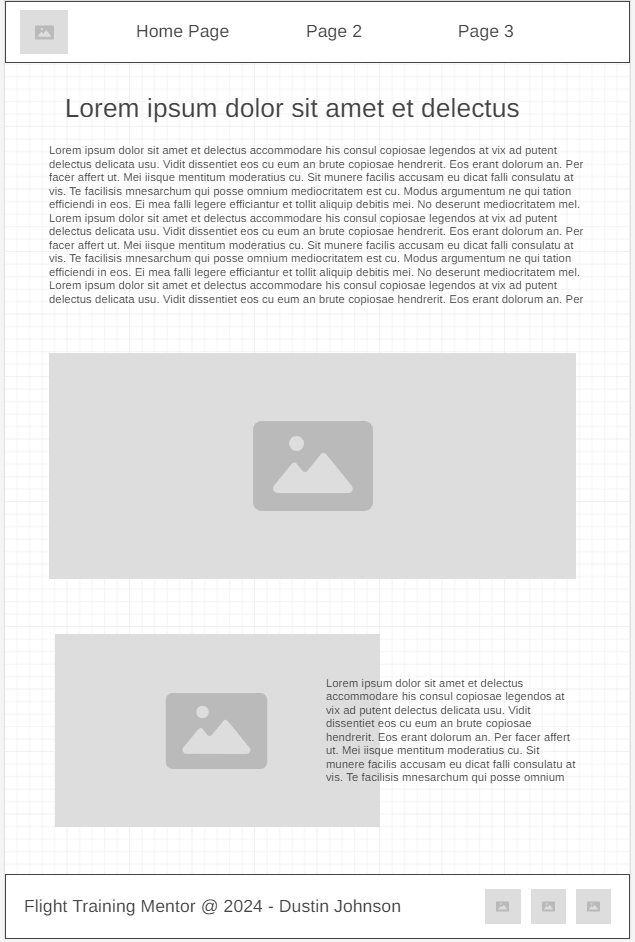 Home Page Page 2 Page 3
Lorem ipsum dolor sit amet et delectus
Lorem ipsum dolor sit amet et delectus accommodare his consul copiosae legendos at vix ad putent
delectus delicata usu. Vidit dissentiet eos cu eum an brute copiosae hendrerit. Eos erant dolorum an. Per
facer affert ut. Mei iisque mentitum moderatius cu. Sit munere facilis accusam eu dicat falli consulatu at
vis. Te facilisis mnesarchum qui posse omnium mediocritatem est cu. Modus argumentum ne qui tation
efficiendi in eos. Ei mea falli legere efficiantur et tollit aliquip debitis mei. No deserunt mediocritatem mel.
Lorem ipsum dolor sit amet et delectus accommodare his consul copiosae legendos at vix ad putent
delectus delicata usu. Vidit dissentiet eos cu eum an brute copiosae hendrerit. Eos erant dolorum an. Per
facer affert ut. Mei iisque mentitum moderatius cu. Sit munere facilis accusam eu dicat falli consulatu at
vis. Te facilisis mnesarchum qui posse omnium mediocritatem est cu. Modus argumentum ne qui tation
efficiendi in eos. Ei mea falli legere efficiantur et tollit aliquip debitis mei. No deserunt mediocritatem mel.
Lorem ipsum dolor sit amet et delectus accommodare his consul copiosae legendos at vix ad putent
delectus delicata usu. Vidit dissentiet eos cu eum an brute copiosae hendrerit. Eos erant dolorum an. Per
Lorem ipsum dolor sit amet et delectus
accommodare his consul copiosae legendos at
vix ad putent delectus delicata usu. Vidit
dissentiet eos cu eum an brute copiosae
hendrerit. Eos erant dolorum an. Per facer affert
ut. Mei iisque mentitum moderatius cu. Sit
munere facilis accusam eu dicat falli consulatu at
vis. Te facilisis mnesarchum qui posse omnium
Flight Training Mentor @ 2024 - Dustin Johnson